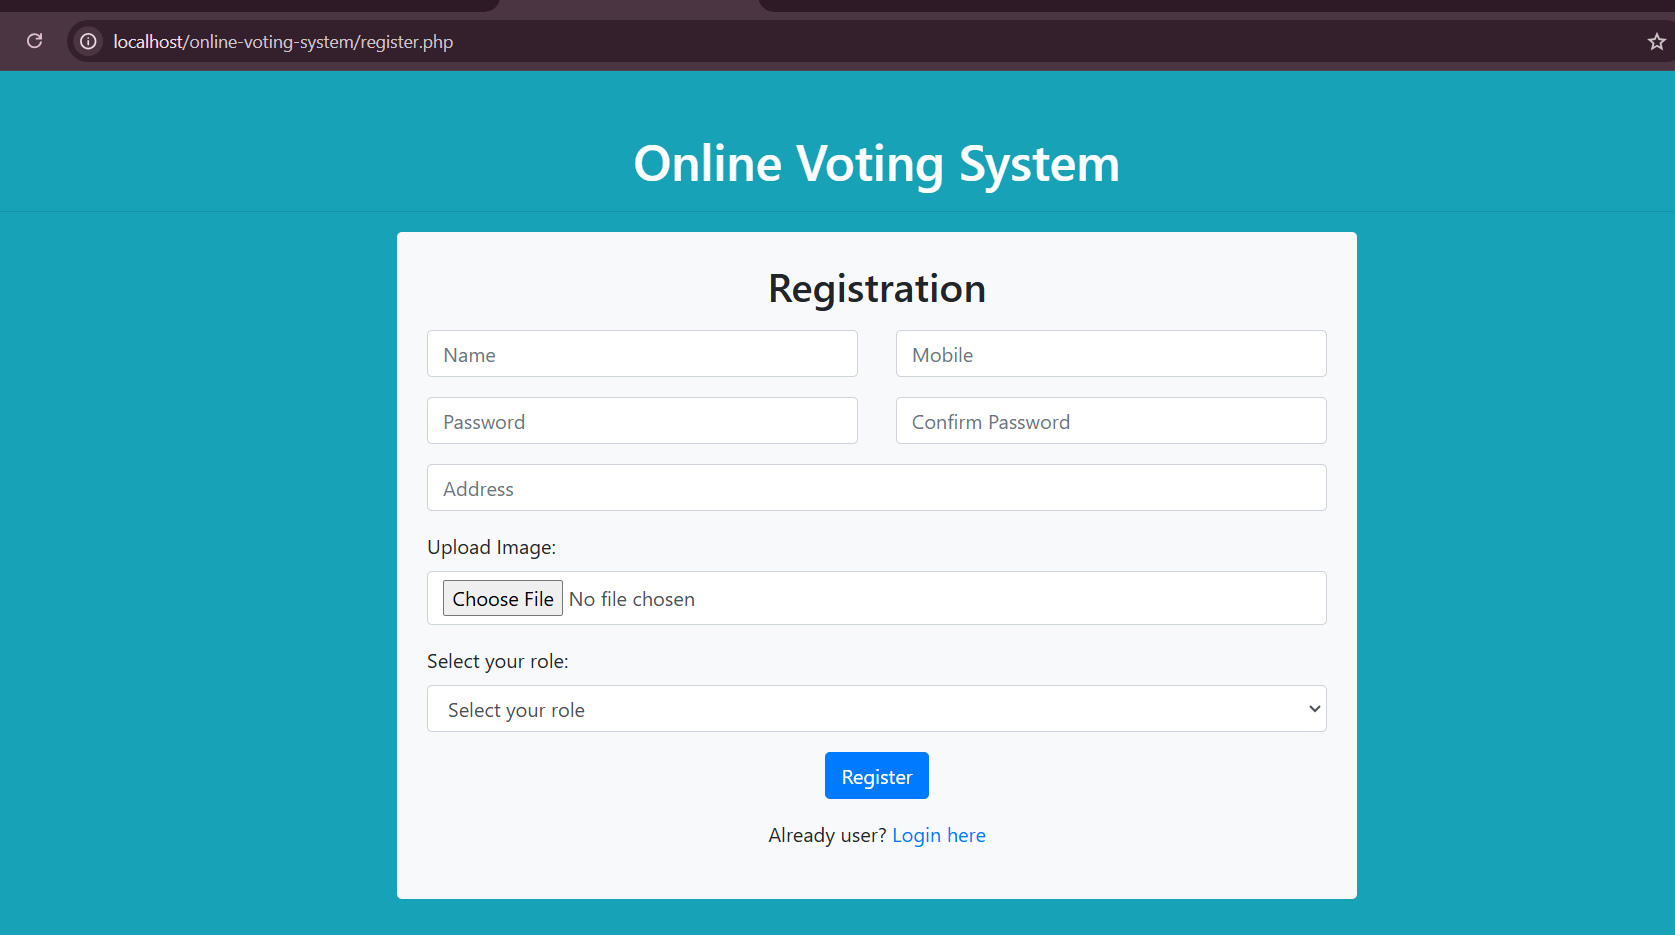 localhost/online-voting-system/register.php
Online Voting System
Registration
Name
Mobile
Password
Confirm Password
Address
Upload Image:
Choose File No file chosen
Select your role:
Select your role
Register
Already user? Login here